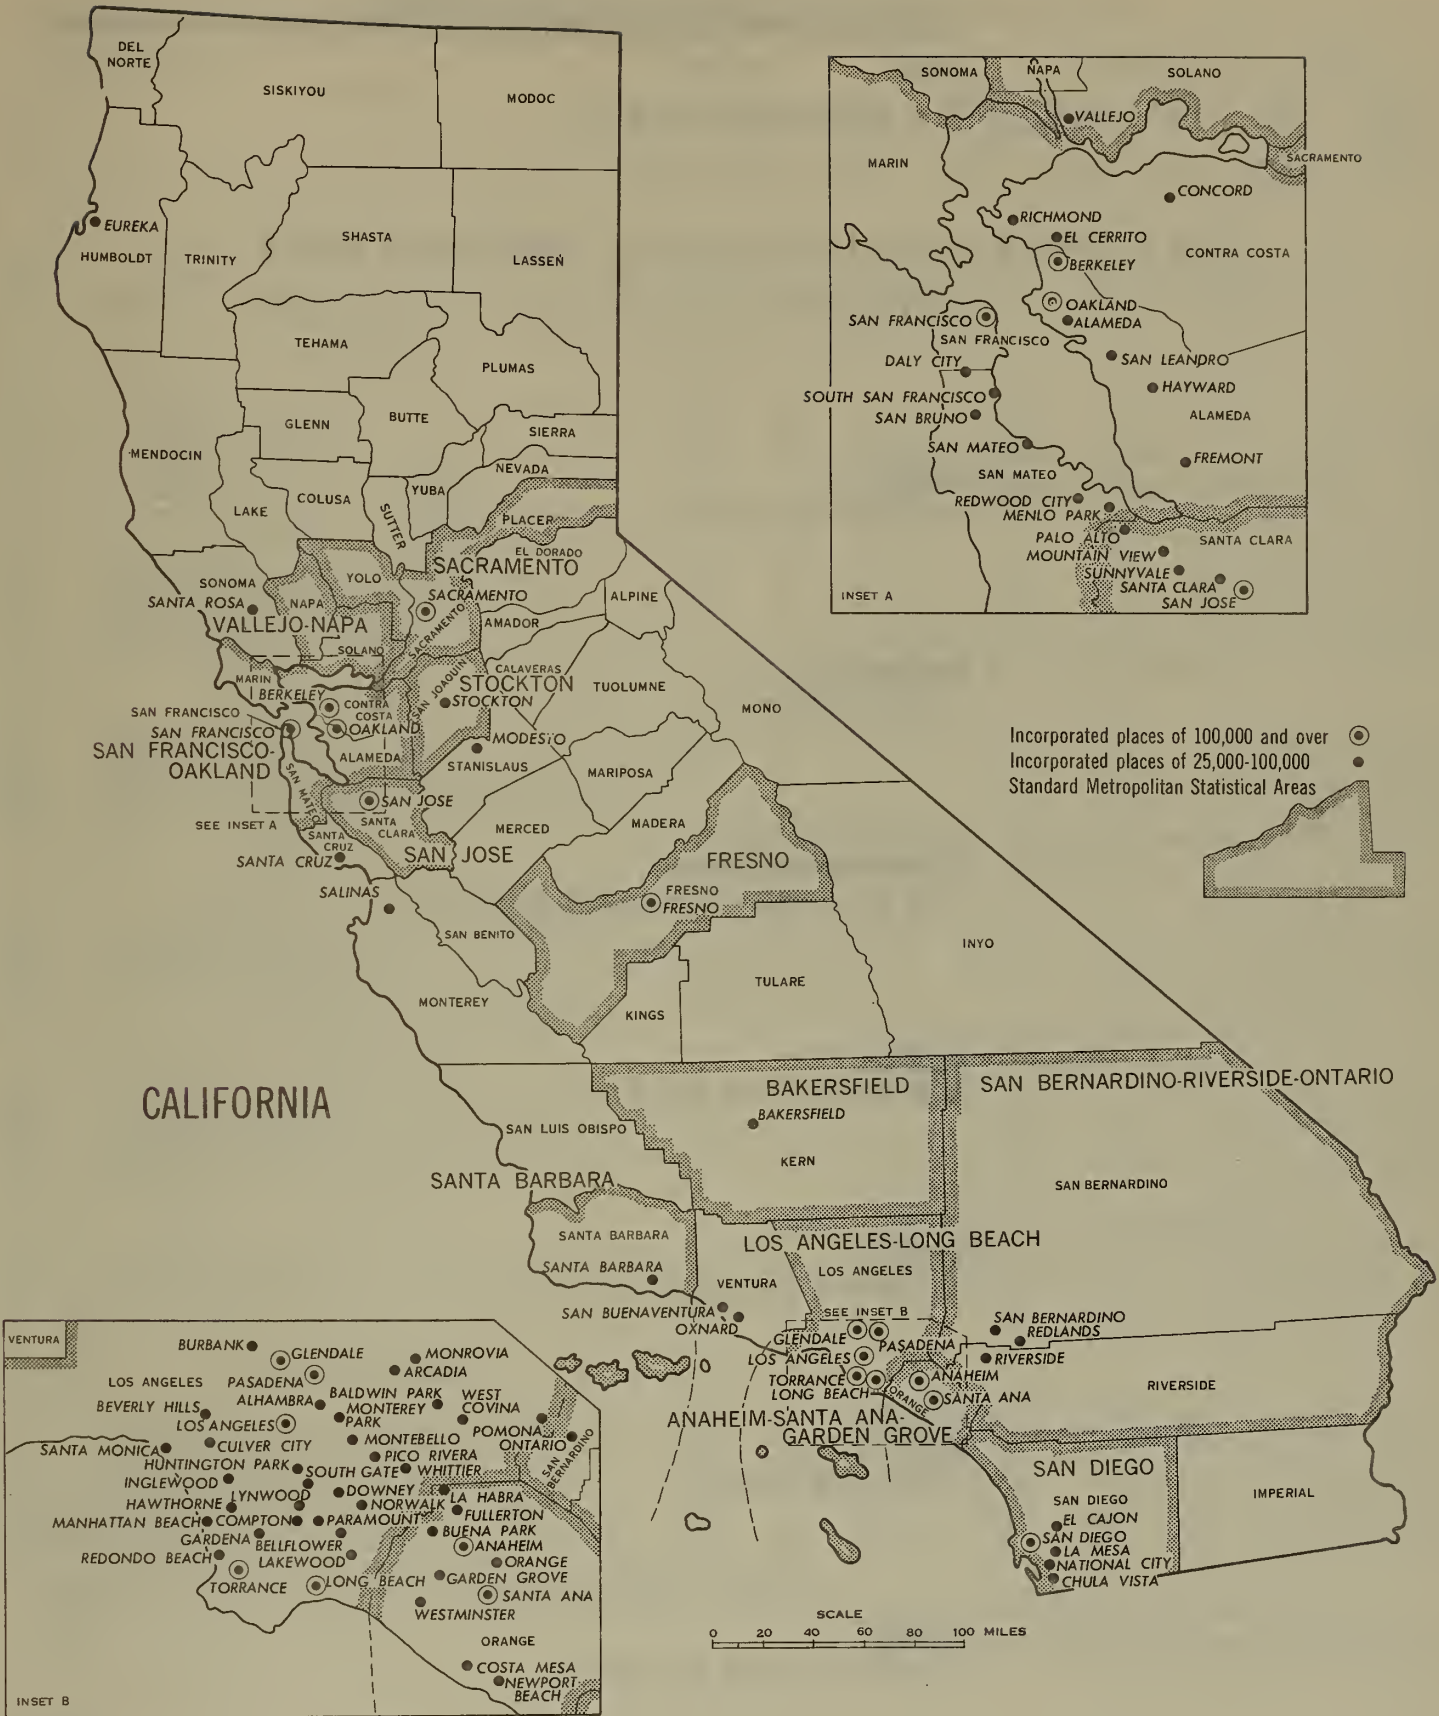 DEL
NORTE
SISKIYOU
MODOC
EUREKA
HUMBOLDT
TRINITY
SHASTA
LASSEN
TEHAMA
PLUMAS
GLENN
BUTTE
SIERRA
MENDOCIN
NEVADA
LAKE
COLUSA
SUTTER
YUBA
PLACER
EL DORADO
SONOMA
YOLO
SACRAMENTO
SANTA ROSA
NAPA
SACRAMENTO
ALPINE
VALLEJO-NAPA
SACRAMENTO
AMADOR
SOLANO
MARIN
BERKELEY
SAN JOAQUIN
CALAVERAS
STOCKTON
STOCKTON
TUOLUMNE
MONO
CONTRA
COSTA
SAN FRANCISCO
SAN FRANCISCO
OAKLAND
SAN FRANCISCO-
OAKLAND
ALAMEDA
MODESTO
STANISLAUS
MARIPOSA
SAN MATEO
SAN JOSE
SEE INSET A
SANTA
CLARA
MERCED
MADERA
SANTA
CRUZ
SANTA CRUZ
SAN JOSE
FRESNO
SALINAS
FRESNO
FRESNO
SAN BENITO
INYO
MONTEREY
KINGS
TULARE
CALIFORNIA
BAKERSFIELD
SAN BERNARDINO-RIVERSIDE-ONTARIO
BAKERSFIELD
SAN LUIS OBISPO
KERN
SANTA BARBARA
SAN BERNARDINO
SANTA BARBARA
SANTA BARBARA
LOS ANGELES-LONG BEACH
LOS ANGELES
VENTURA
SAN BUENAVENTURA
OXNARD
SEE INSET B
SAN BERNARDINO
REDLANDS
GLENDALE
PASADENA
LOS ANGELES
RIVERSIDE
TORRANCE
LONG BEACH
ANAHEIM
ORANGE
SANTA ANA
RIVERSIDE
ANAHEIM-SANTA ANA-
GARDEN GROVE
SAN DIEGO
SAN DIEGO
IMPERIAL
EL CAJON
SAN DIEGO
LA MESA
NATIONAL CITY
CHULA VISTA
SCALE
0 20 40 60 80 100 MILES
Incorporated places of 100,000 and over
Incorporated places of 25,000-100,000
Standard Metropolitan Statistical Areas
SONOMA
NAPA
SOLANO
VALLEJO
MARIN
SACRAMENTO
CONCORD
RICHMOND
EL CERRITO
CONTRA COSTA
BERKELEY
OAKLAND
SAN FRANCISCO
ALAMEDA
SAN FRANCISCO
DALY CITY
SAN LEANDRO
SOUTH SAN FRANCISCO
HAYWARD
SAN BRUNO
ALAMEDA
SAN MATEO
FREMONT
SAN MATEO
REDWOOD CITY
MENLO PARK
PALO ALTO
SANTA CLARA
MOUNTAIN VIEW
SUNNYVALE
SANTA CLARA
SAN JOSE
INSET A
VENTURA
BURBANK
GLENDALE
MONROVIA
ARCADIA
LOS ANGELES
PASADENA
BALDWIN PARK
WEST
COVINA
ALHAMBRA
MONTEREY
PARK
BEVERLY HILLS
LOS ANGELES
POMONA
ONTARIO
SANTA MONICA
CULVER CITY
MONTEBELLO
SAN BERNARDINO
HUNTINGTON PARK
PICO RIVERA
INGLEWOOD
SOUTH GATE
WHITTIER
HAWTHORNE
LYNWOOD
DOWNEY
LA HABRA
NORWALK
FULLERTON
MANHATTAN BEACH
COMPTON
PARAMOUNT
BUENA PARK
GARDENA
BELLFLOWER
ANAHEIM
REDONDO BEACH
LAKEWOOD
ORANGE
TORRANCE
LONG BEACH
GARDEN GROVE
SANTA ANA
WESTMINSTER
ORANGE
COSTA MESA
NEWPORT
BEACH
INSET B